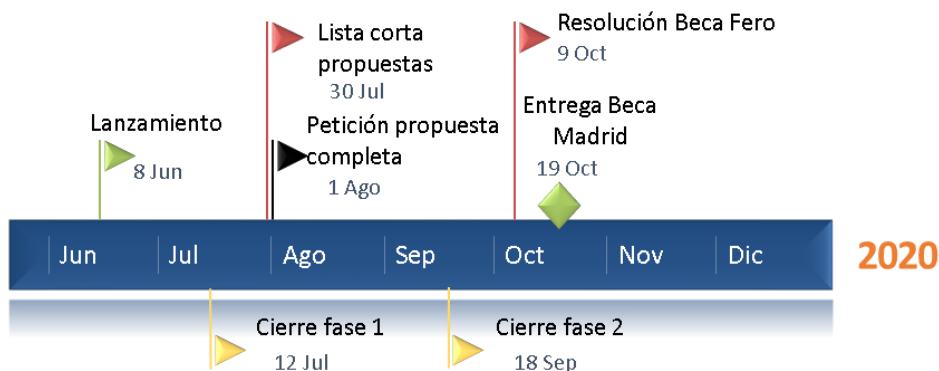 Lista corta
propuestas
30 Jul
Resolución Beca Fero
9 Oct
Lanzamiento
8 Jun
Petición propuesta
completa
1 Ago
Entrega Beca
Madrid
19 Oct
Jun Jul Ago Sep Oct Nov Dic
2020
Cierre fase 1
12 Jul
Cierre fase 2
18 Sep